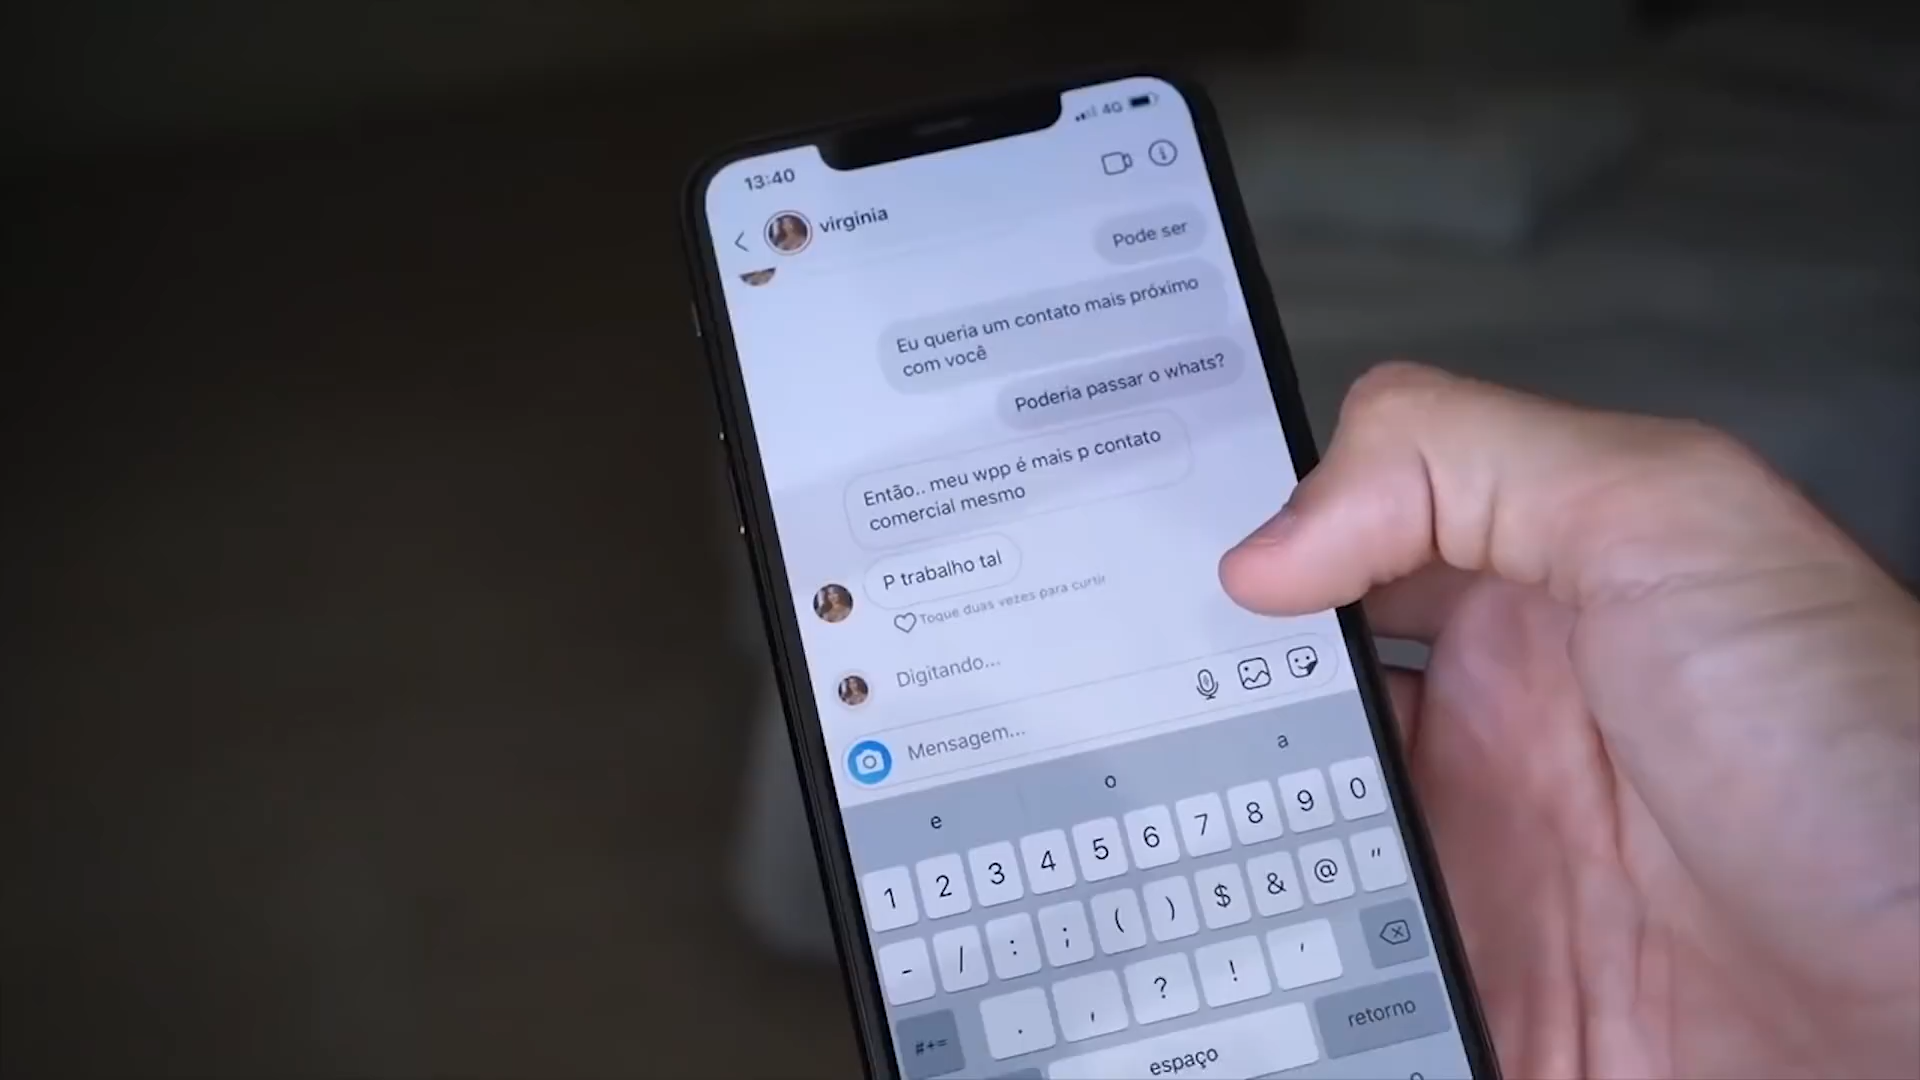 13:40
4G
virginia
Pode ser
Eu queria um contato mais próximo
com você
Poderia passar o whats?
Então.. meu wpp é mais p contato
comercial mesmo
P trabalho tal
Toque duas vezes para curtir
Digitando...
Mensagem...
e o a
1 2 3 4 5 6 7 8 9 0
- / : ; ( ) $ & @ "
#+= . , ? ! '
espaço retorno